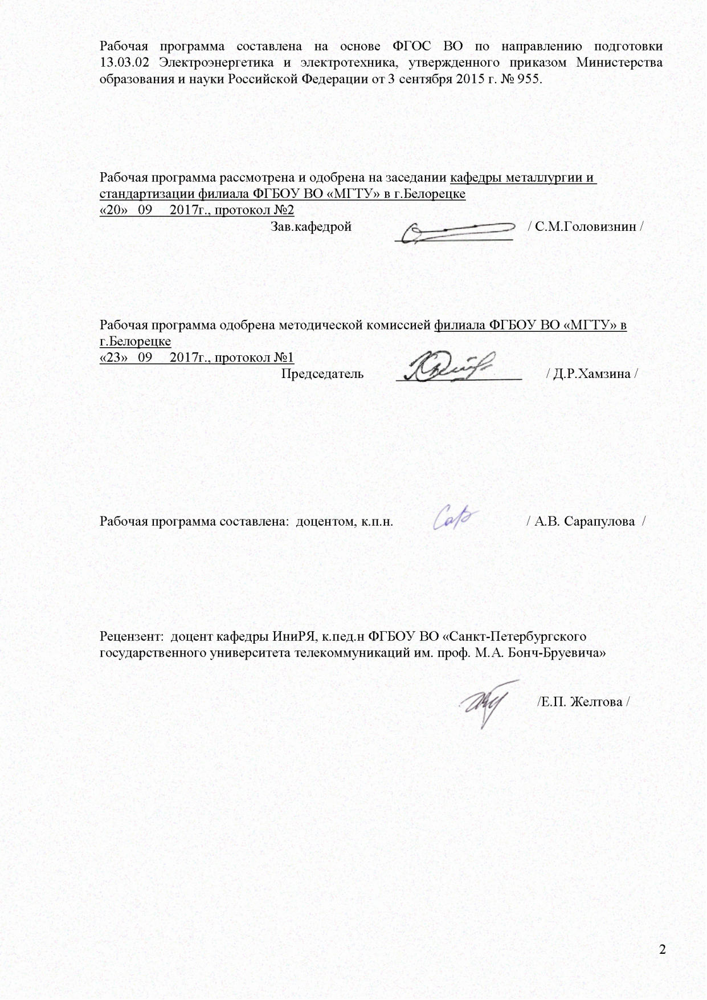 Рабочая программа составлена на основе ФГОС ВО по направлению подготовки
13.03.02 Электроэнергетика и электротехника, утвержденного приказом Министерства
образования и науки Российской Федерации от 3 сентября 2015 г. № 955.
Рабочая программа рассмотрена и одобрена на заседании кафедры металлургии и
стандартизации филиала ФГБОУ ВО «МГТУ» в г.Белорецке
«20» 09 2017г., протокол №2
Зав.кафедрой / С.М.Головизнин /
Рабочая программа одобрена методической комиссией филиала ФГБОУ ВО «МГТУ» в
г.Белорецке
«23» 09 2017г., протокол №1
Председатель / Д.Р.Хамзина /
Рабочая программа составлена: доцентом, к.п.н. / А.В. Сарапулова /
Рецензент: доцент кафедры ИниРЯ, к.пед.н ФГБОУ ВО «Санкт-Петербургского
государственного университета телекоммуникаций им. проф. М.А. Бонч-Бруевича»
/Е.П. Желтова /
2